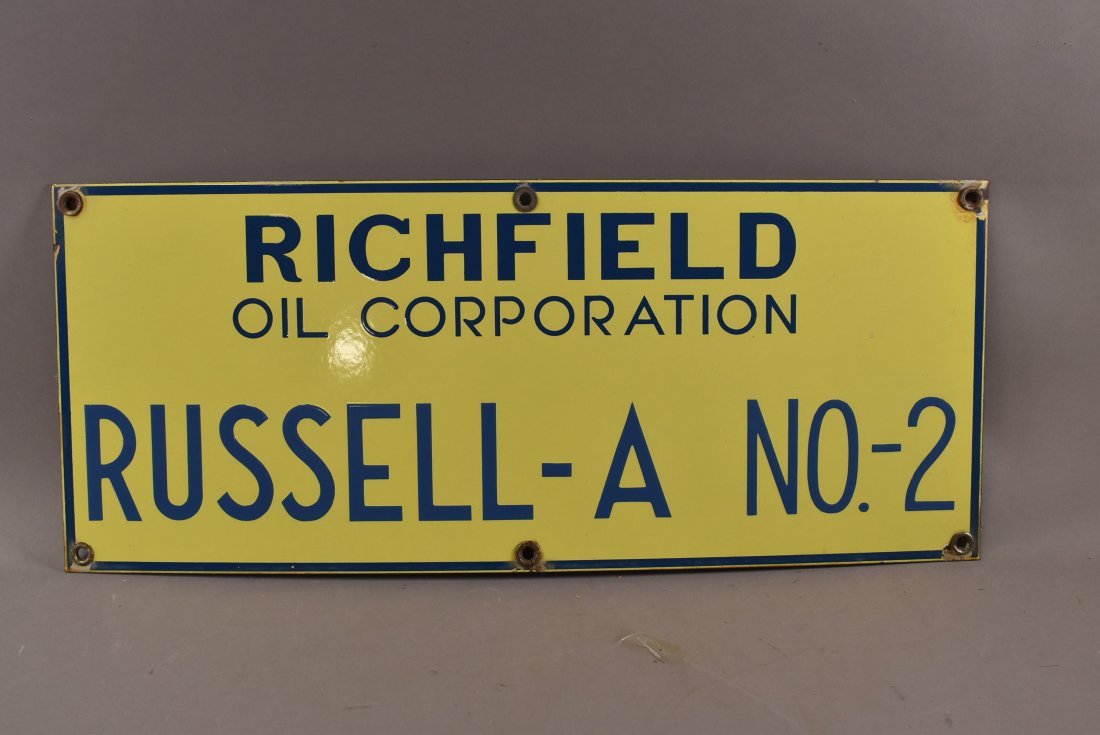 RICHFIELD
OIL CORPORATION
RUSSELL-A NO.-2